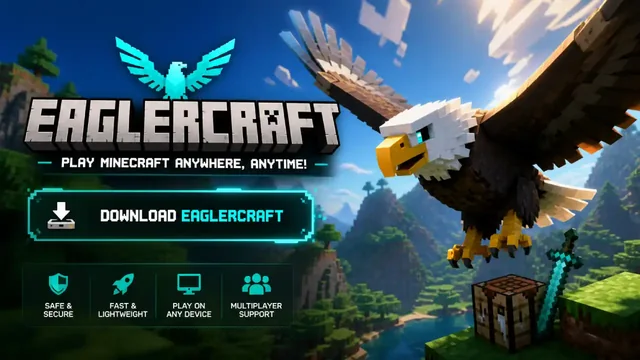 EAGLERCRAFT
PLAY MINECRAFT ANYWHERE, ANYTIME!
DOWNLOAD EAGLERCRAFT
SAFE &
SECURE
FAST &
LIGHTWEIGHT
PLAY ON
ANY DEVICE
MULTIPLAYER
SUPPORT